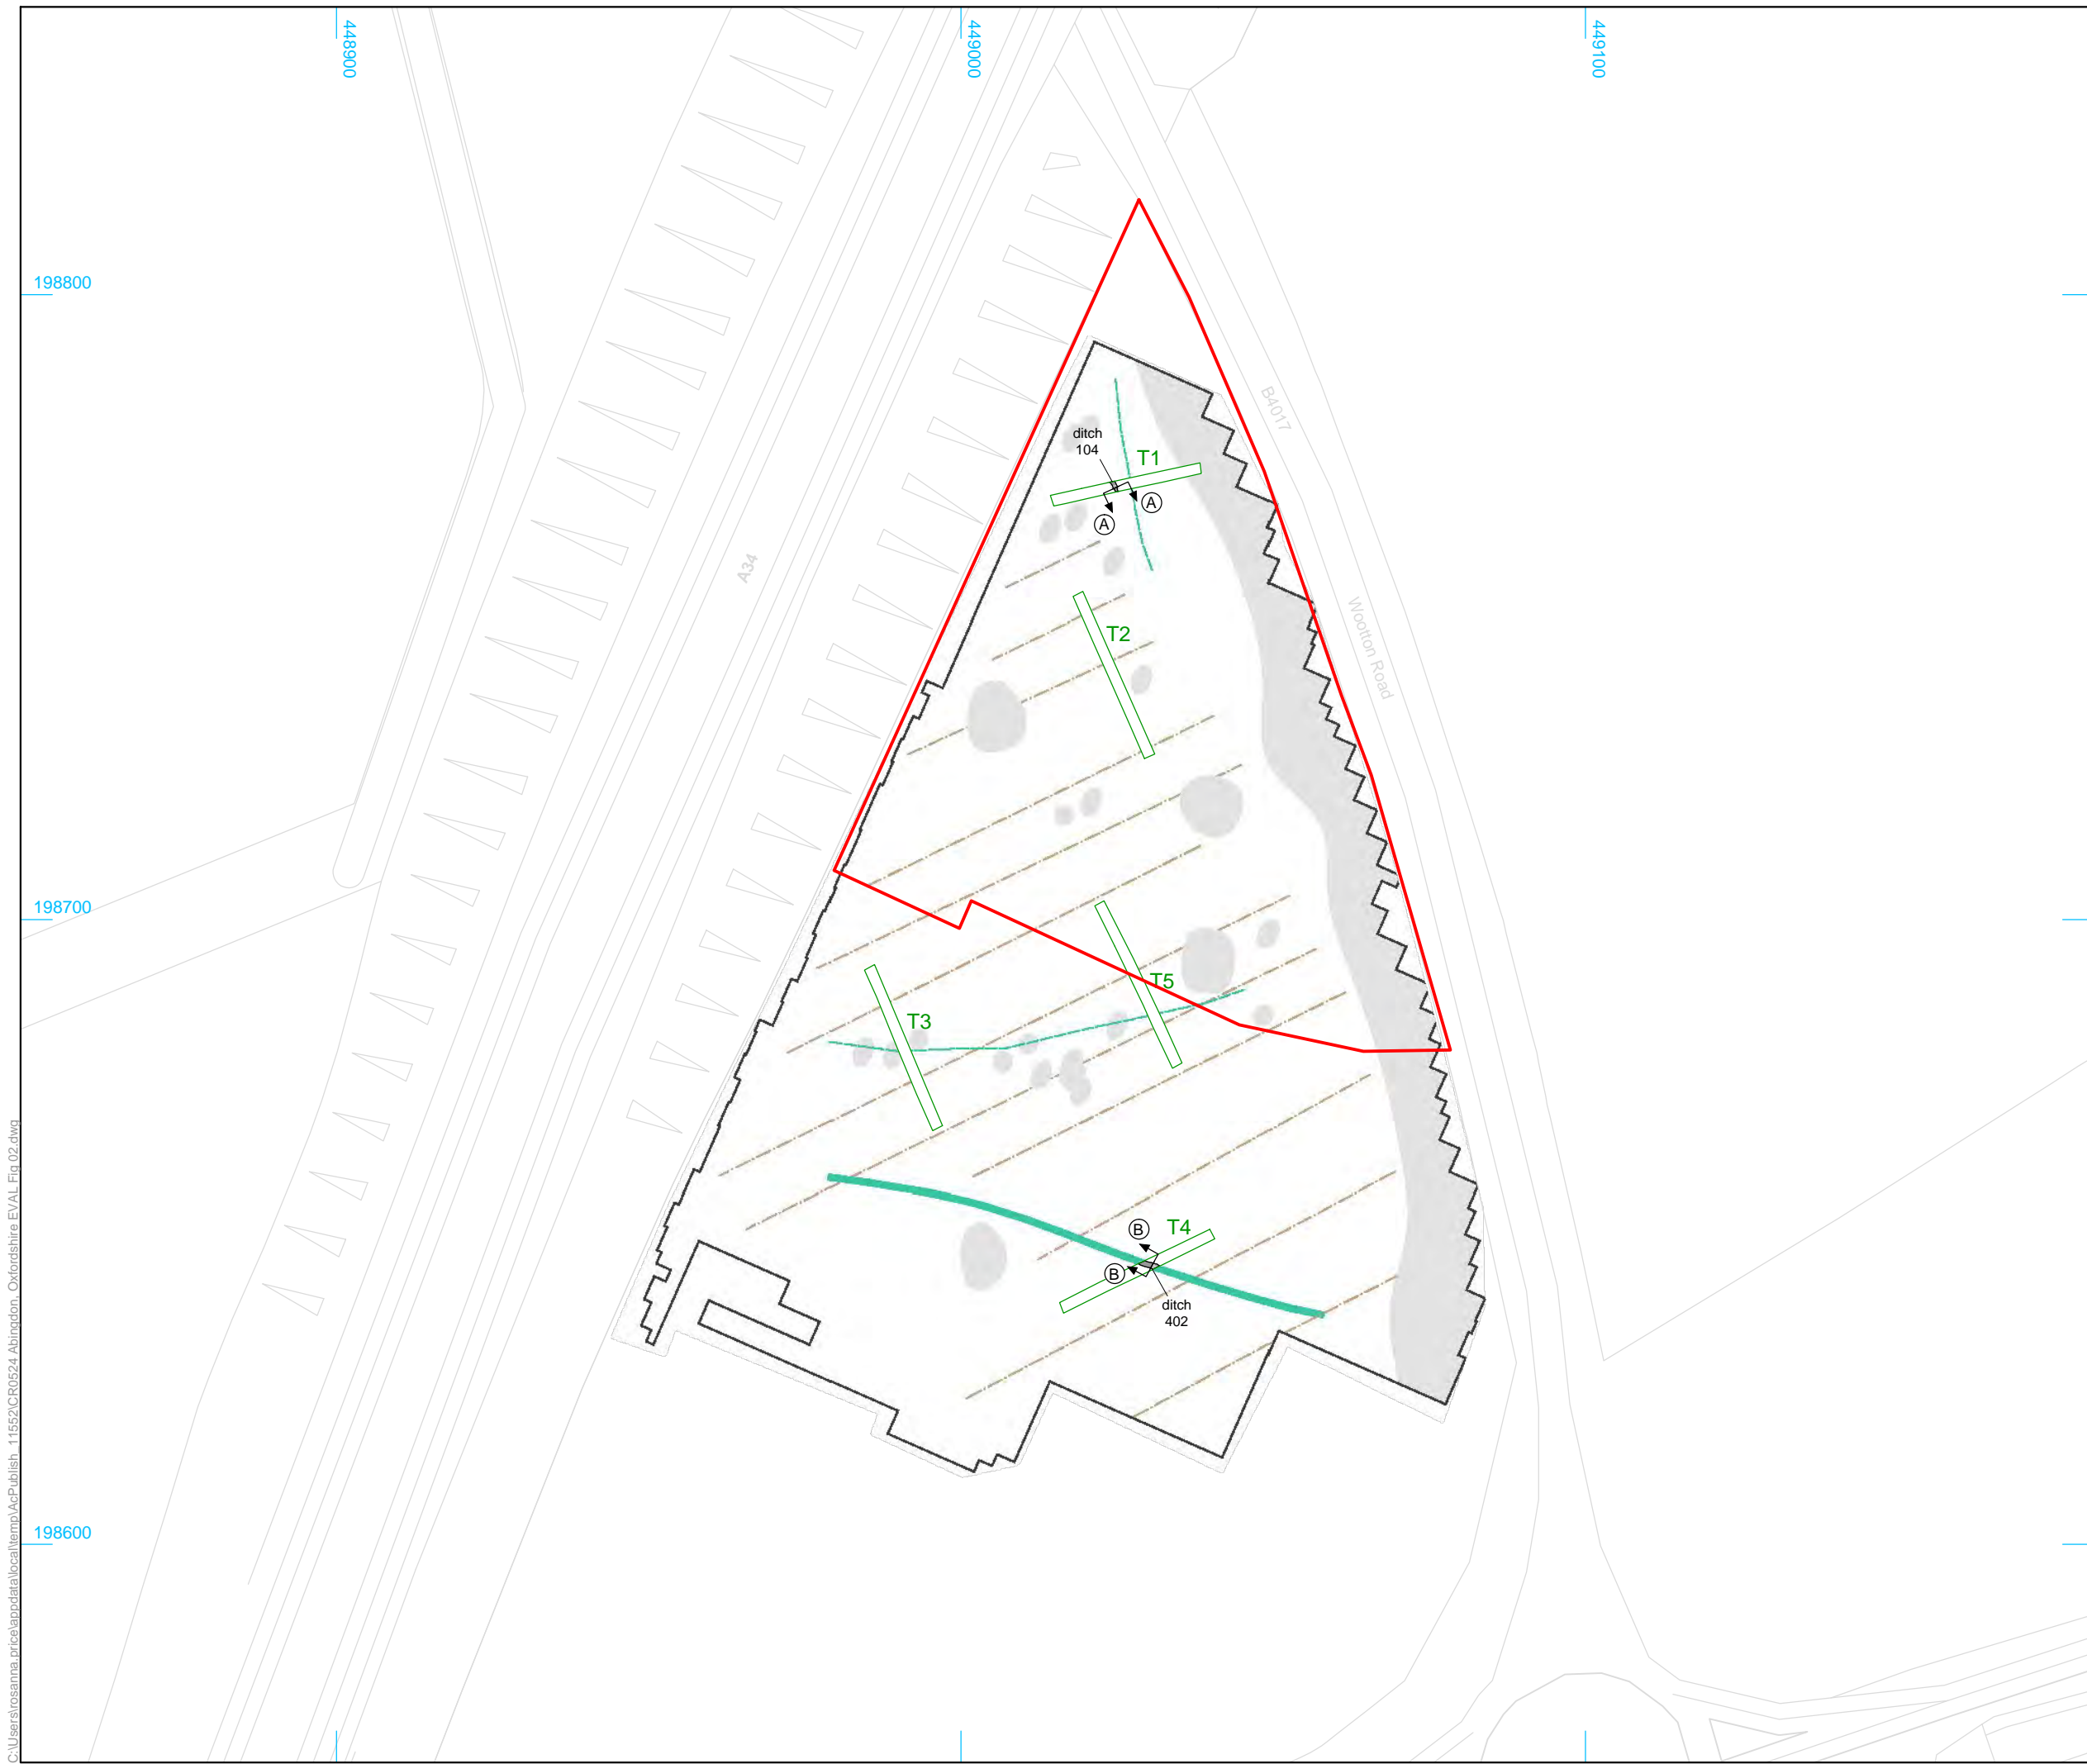 448900
449000
449100
198800
B4017
ditch
104
T1
A
A
A34
Wootton Road
T2
198700
T5
T3
B
T4
B
ditch
402
198600
C:\Users\rosanna.price\appdata\local\temp\AcPublish_11552\CR0524 Abingdon, Oxfordshire EVAL Fig 02.dwg